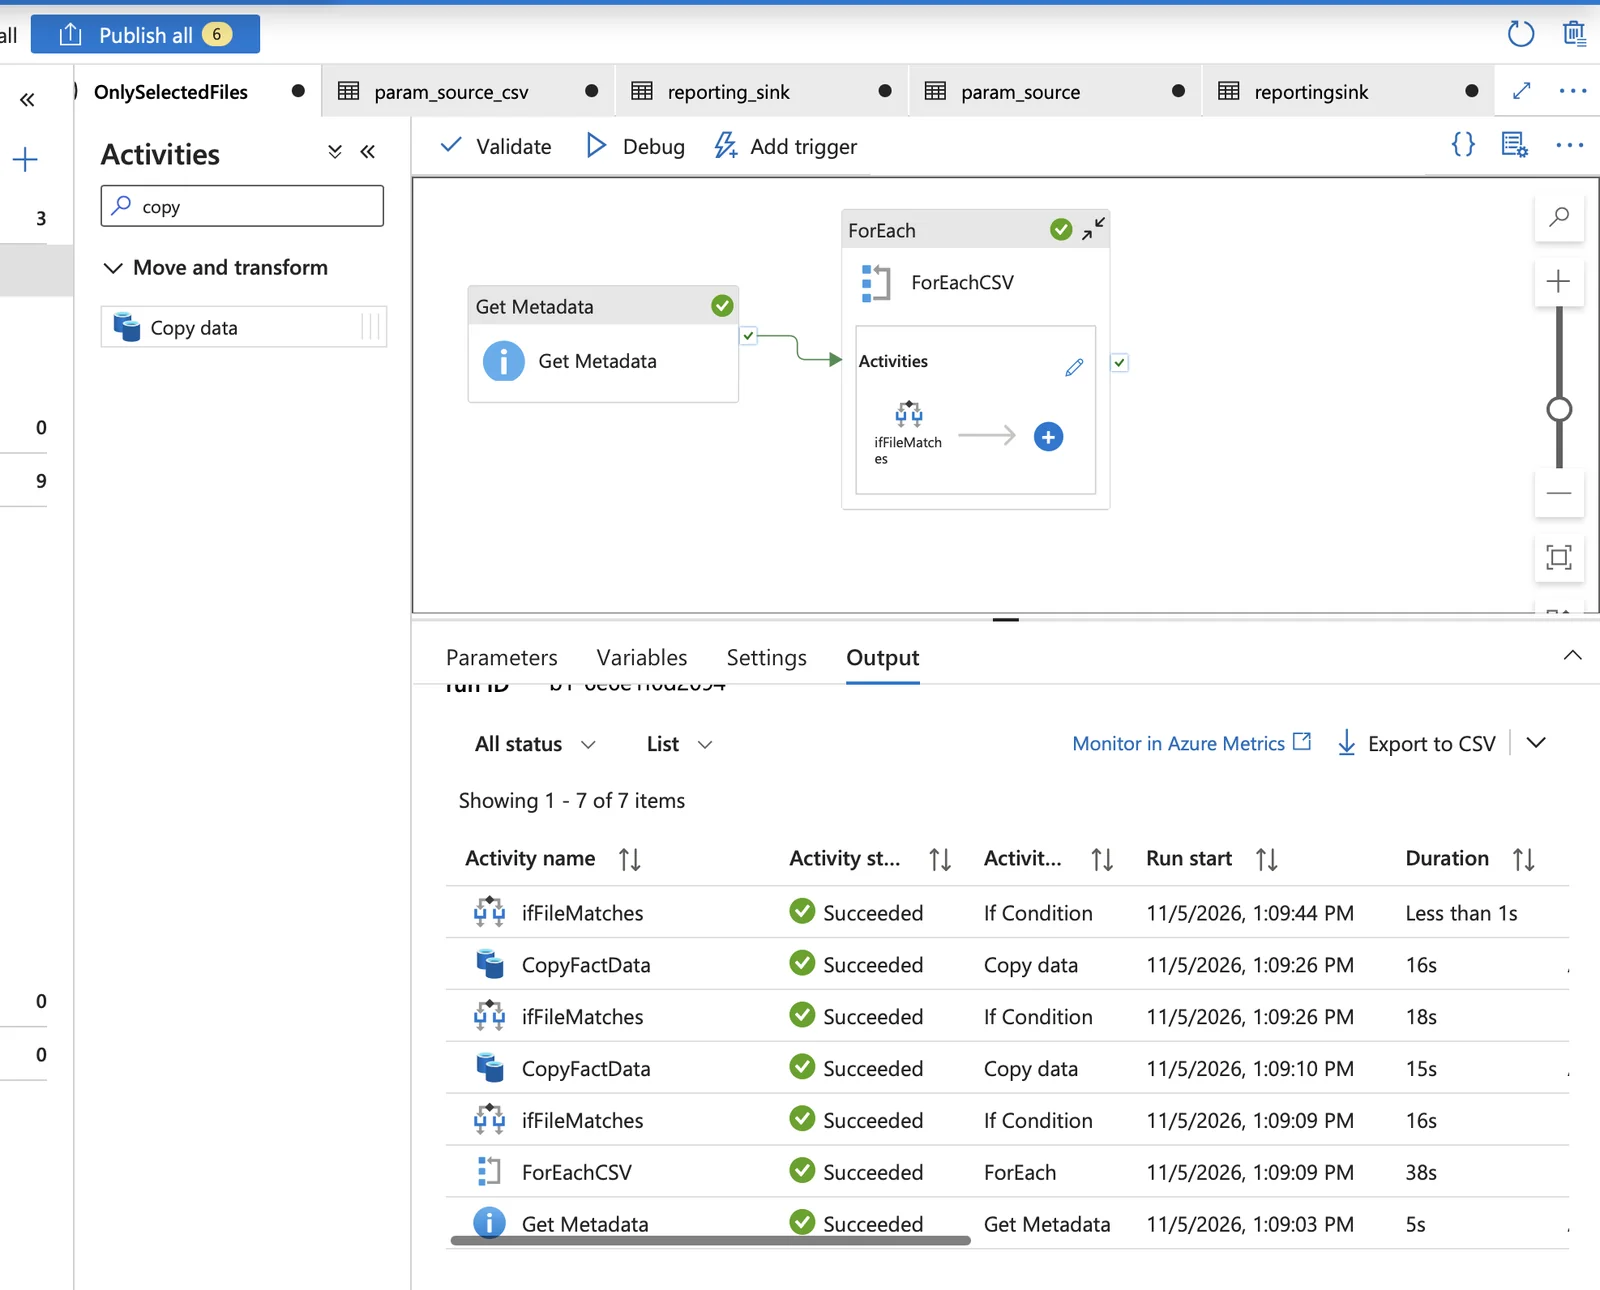 all Publish all 6
OnlySelectedFiles param_source_csv reporting_sink param_source reportingsink
Activities
Validate Debug Add trigger
copy
Move and transform
Copy data
3
0
9
0
0
Get Metadata
Get Metadata
ForEach
ForEachCSV
Activities
ifFileMatch
es
Parameters Variables Settings Output
All status List Monitor in Azure Metrics Export to CSV
Showing 1 - 7 of 7 items
Activity name Activity st... Activit... Run start Duration
ifFileMatches Succeeded If Condition 11/5/2026, 1:09:44 PM Less than 1s
CopyFactData Succeeded Copy data 11/5/2026, 1:09:26 PM 16s
ifFileMatches Succeeded If Condition 11/5/2026, 1:09:26 PM 18s
CopyFactData Succeeded Copy data 11/5/2026, 1:09:10 PM 15s
ifFileMatches Succeeded If Condition 11/5/2026, 1:09:09 PM 16s
ForEachCSV Succeeded ForEach 11/5/2026, 1:09:09 PM 38s
Get Metadata Succeeded Get Metadata 11/5/2026, 1:09:03 PM 5s